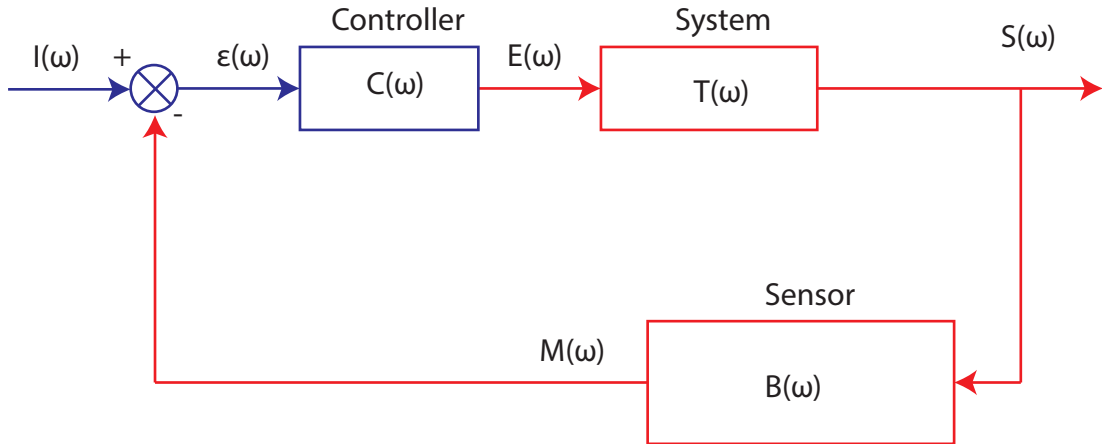 Controller
System
S(ω)
I(ω)
+
ε(ω)
E(ω)
C(ω)
T(ω)
-
Sensor
M(ω)
B(ω)